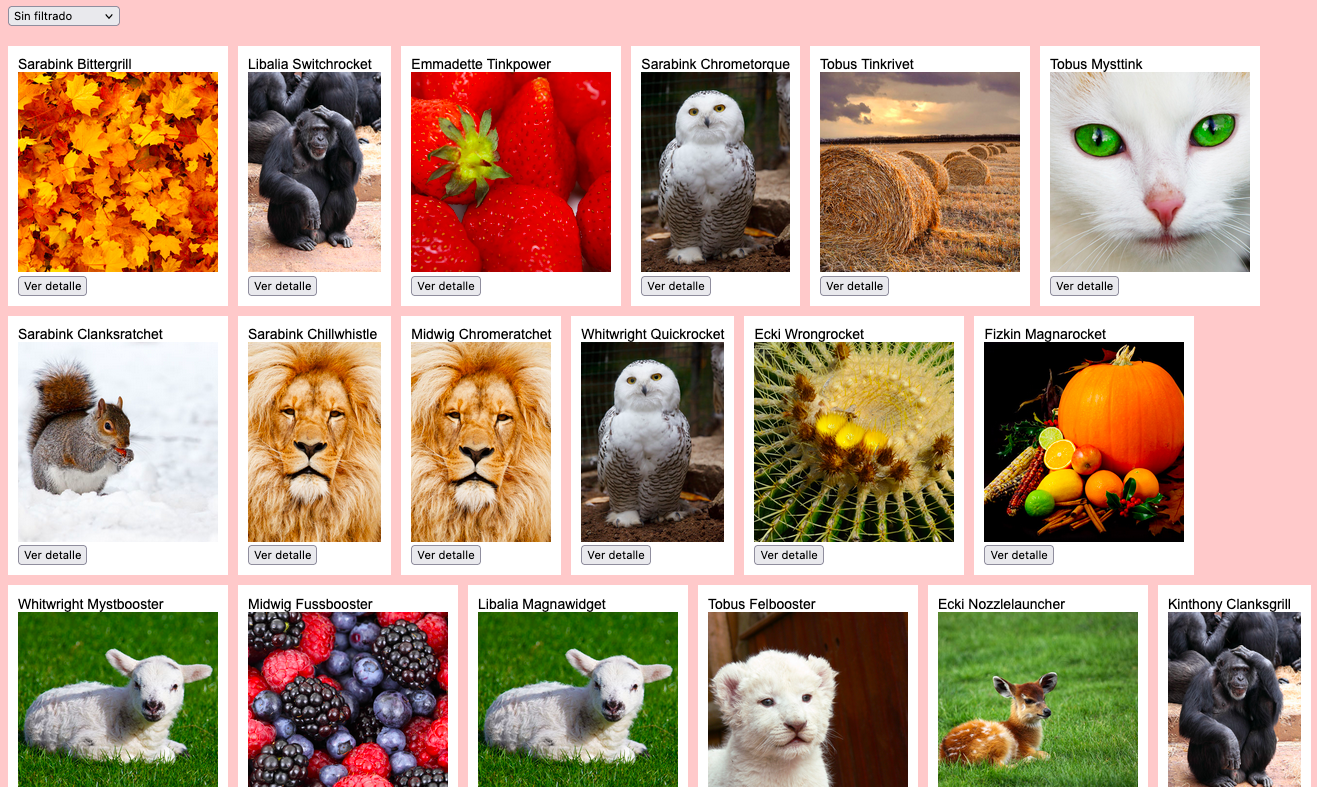 Sin filtrado
Sarabink Bittergrill
Libalia Switchrocket
Emmadette Tinkpower
Sarabink Chrometorque
Tobus Tinkrivet
Tobus Mysttink
Ver detalle
Ver detalle
Ver detalle
Ver detalle
Ver detalle
Ver detalle
Sarabink Clanksratchet
Sarabink Chillwhistle
Midwig Chromeratchet
Whitwright Quickrocket
Ecki Wrongrocket
Fizkin Magnarocket
Ver detalle
Ver detalle
Ver detalle
Ver detalle
Ver detalle
Ver detalle
Whitwright Mystbooster
Midwig Fussbooster
Libalia Magnawidget
Tobus Felbooster
Ecki Nozzlelauncher
Kinthony Clanksgrill